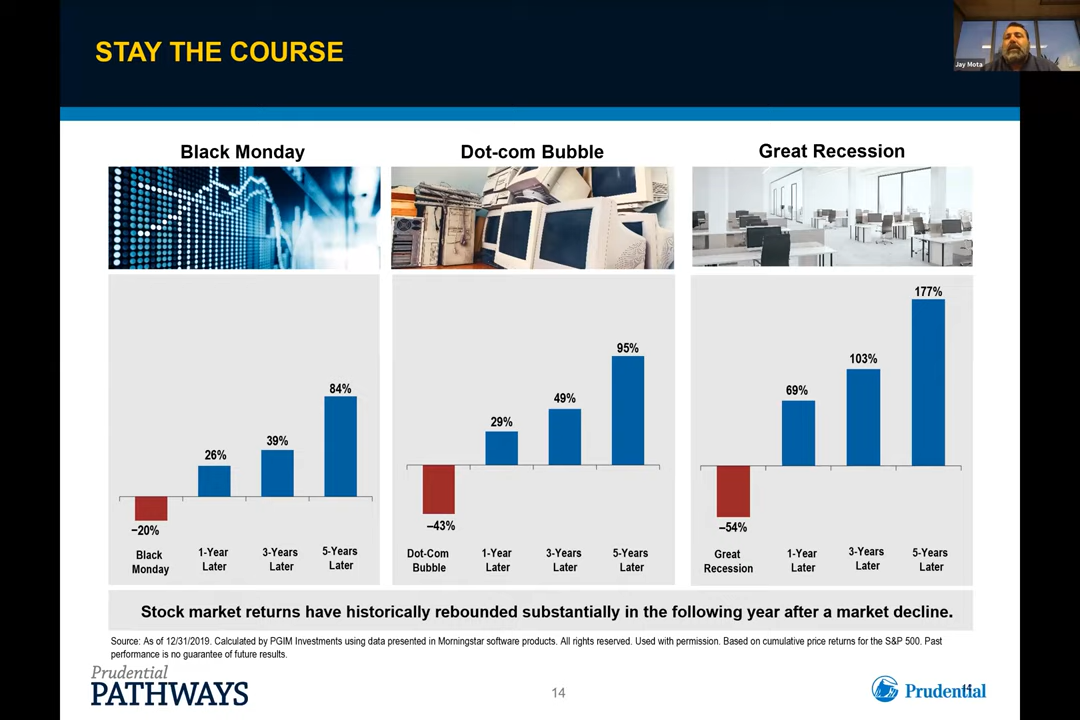 STAY THE COURSE
Jay Mota
Black Monday
Dot-com Bubble
Great Recession
84%
39%
26%
−20%
Black
Monday
1-Year
Later
3-Years
Later
5-Years
Later
95%
49%
29%
–43%
Dot-Com
Bubble
1-Year
Later
3-Years
Later
5-Years
Later
177%
103%
69%
–54%
Great
Recession
1-Year
Later
3-Years
Later
5-Years
Later
Stock market returns have historically rebounded substantially in the following year after a market decline.
Source: As of 12/31/2019. Calculated by PGIM Investments using data presented in Morningstar software products. All rights reserved. Used with permission. Based on cumulative price returns for the S&P 500. Past
performance is no guarantee of future results.
Prudential
PATHWAYS
14
Prudential